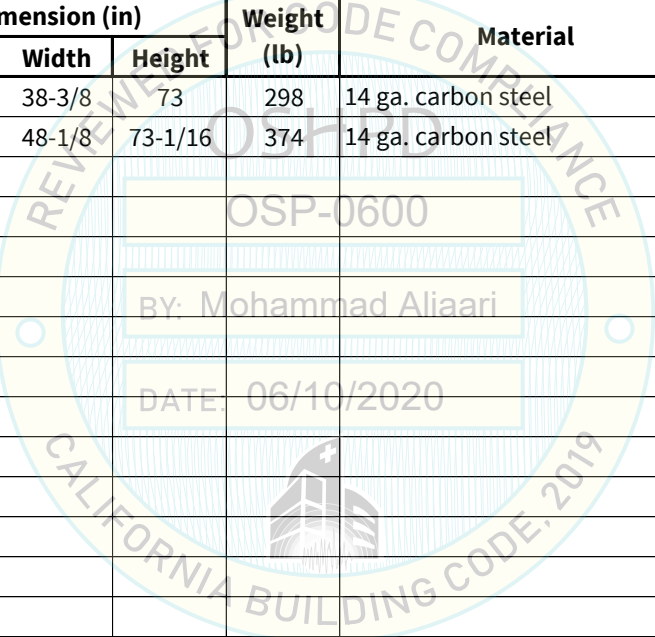 mension (in) Weight (lb) Material
Width Height
38-3/8 73 298 14 ga. carbon steel
48-1/8 73-1/16 374 14 ga. carbon steel
REVIEWED FOR CODE COMPLIANCE
OSHPD
OSP-0600
BY: Mohammad Aliaari
DATE: 06/10/2020
CALIFORNIA BUILDING CODE, 2019